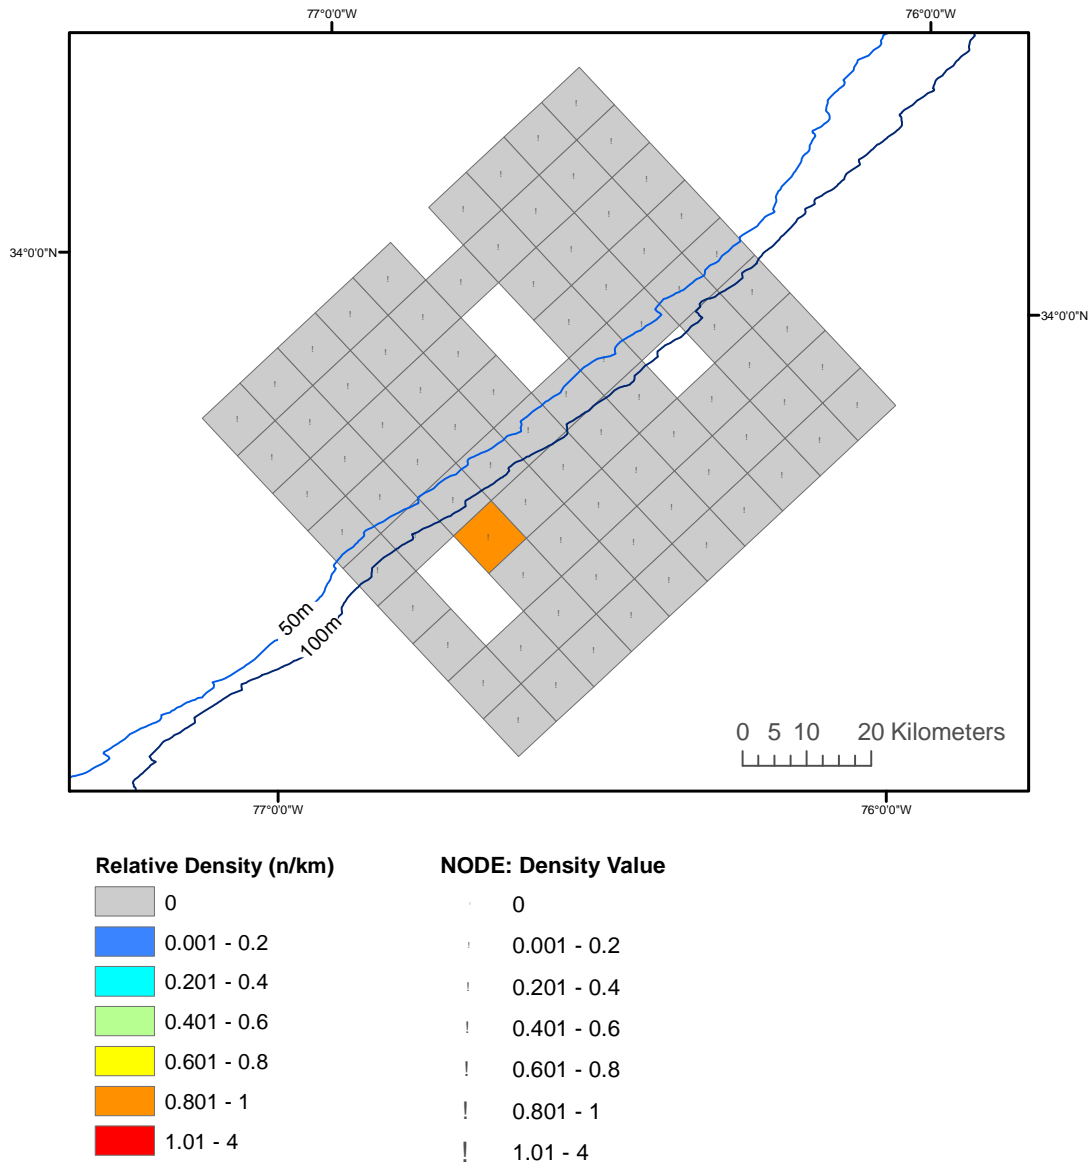 77°0'0"W 76°0'0"W
34°0'0"N
34°0'0"N
50m
100m
0 5 10 20 Kilometers
77°0'0"W 76°0'0"W
Relative Density (n/km) NODE: Density Value
0 0
0.001 - 0.2 ! 0.001 - 0.2
0.201 - 0.4 ! 0.201 - 0.4
0.401 - 0.6 ! 0.401 - 0.6
0.601 - 0.8 ! 0.601 - 0.8
0.801 - 1 ! 0.801 - 1
1.01 - 4 ! 1.01 - 4